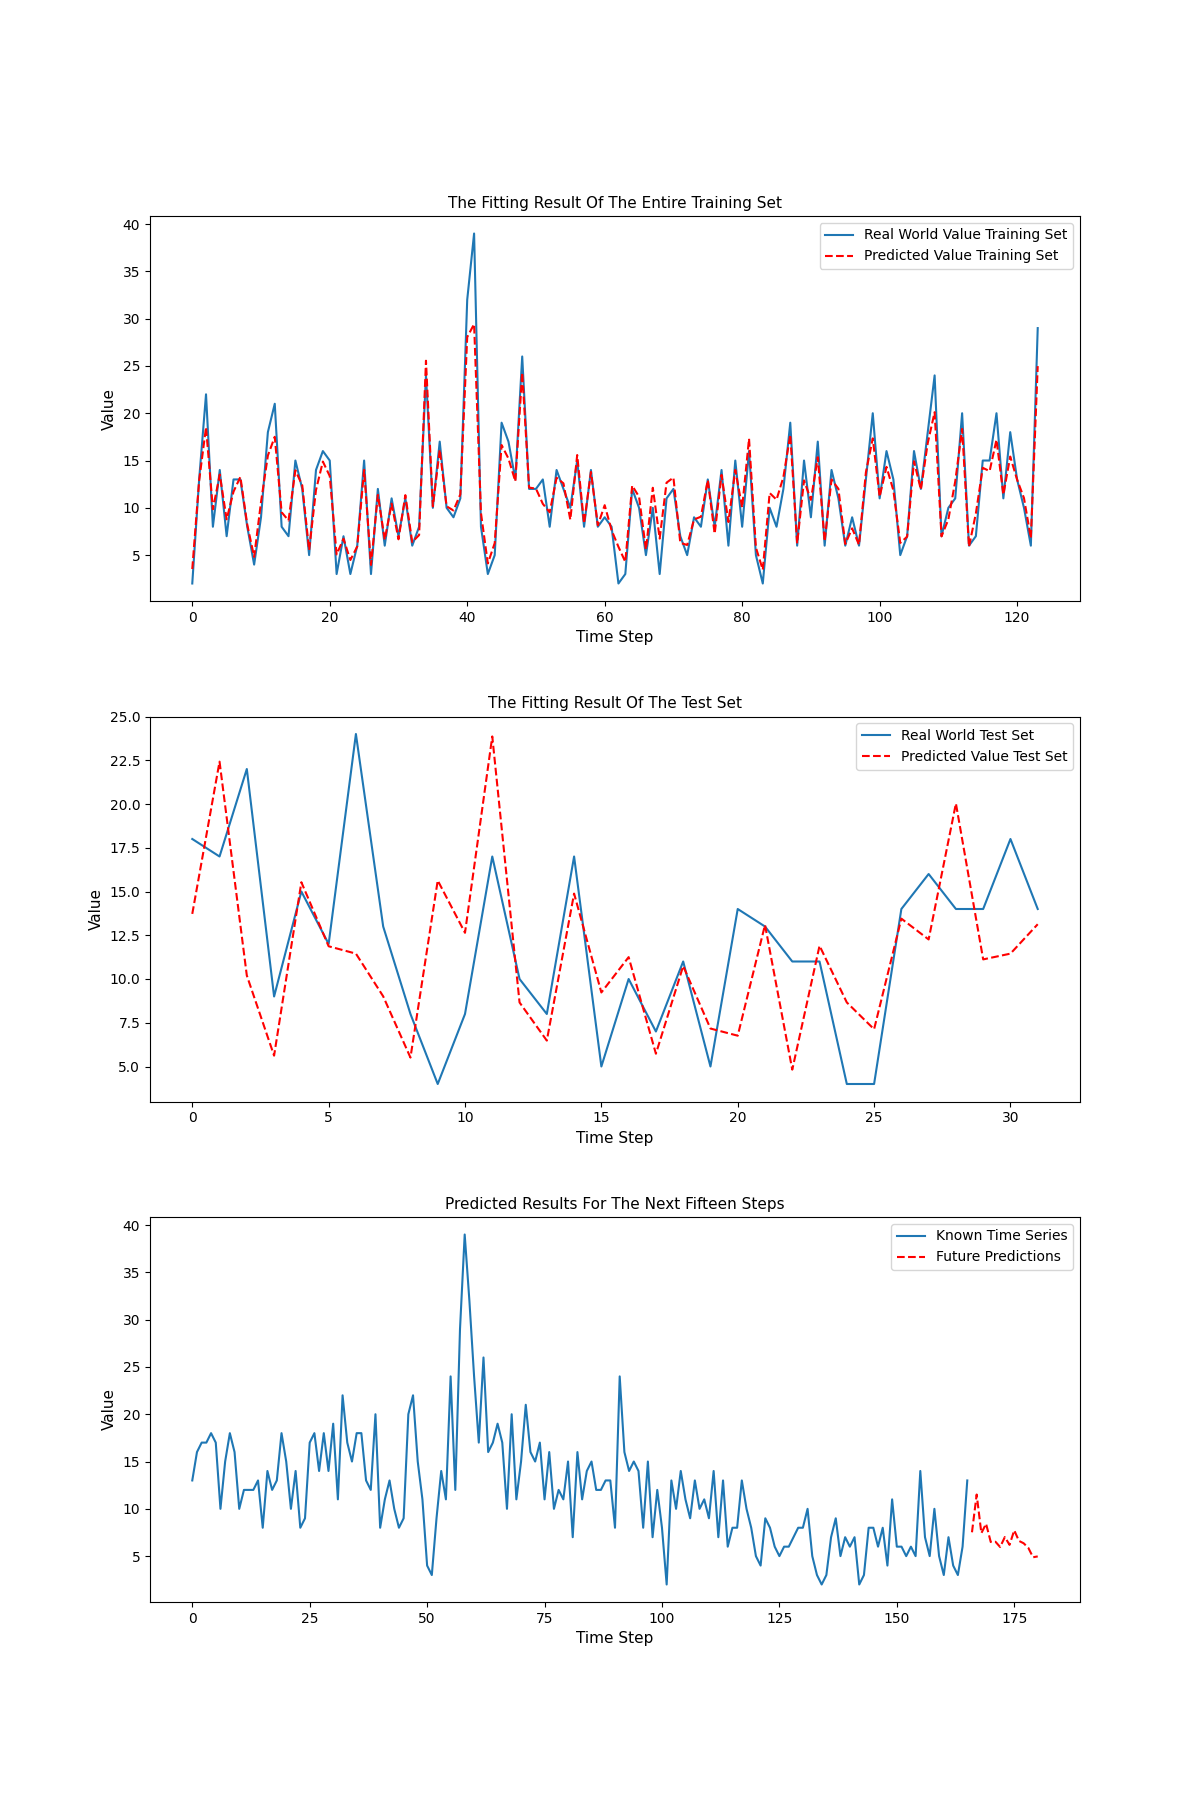 The Fitting Result Of The Entire Training Set
40
35
30
25
20
15
10
5
Value
Real World Value Training Set
Predicted Value Training Set
0 20 40 60 80 100 120
Time Step
The Fitting Result Of The Test Set
25.0
22.5
20.0
17.5
15.0
12.5
10.0
7.5
5.0
Value
Real World Test Set
Predicted Value Test Set
0 5 10 15 20 25 30
Time Step
Predicted Results For The Next Fifteen Steps
40
35
30
25
20
15
10
5
Value
Known Time Series
Future Predictions
0 25 50 75 100 125 150 175
Time Step